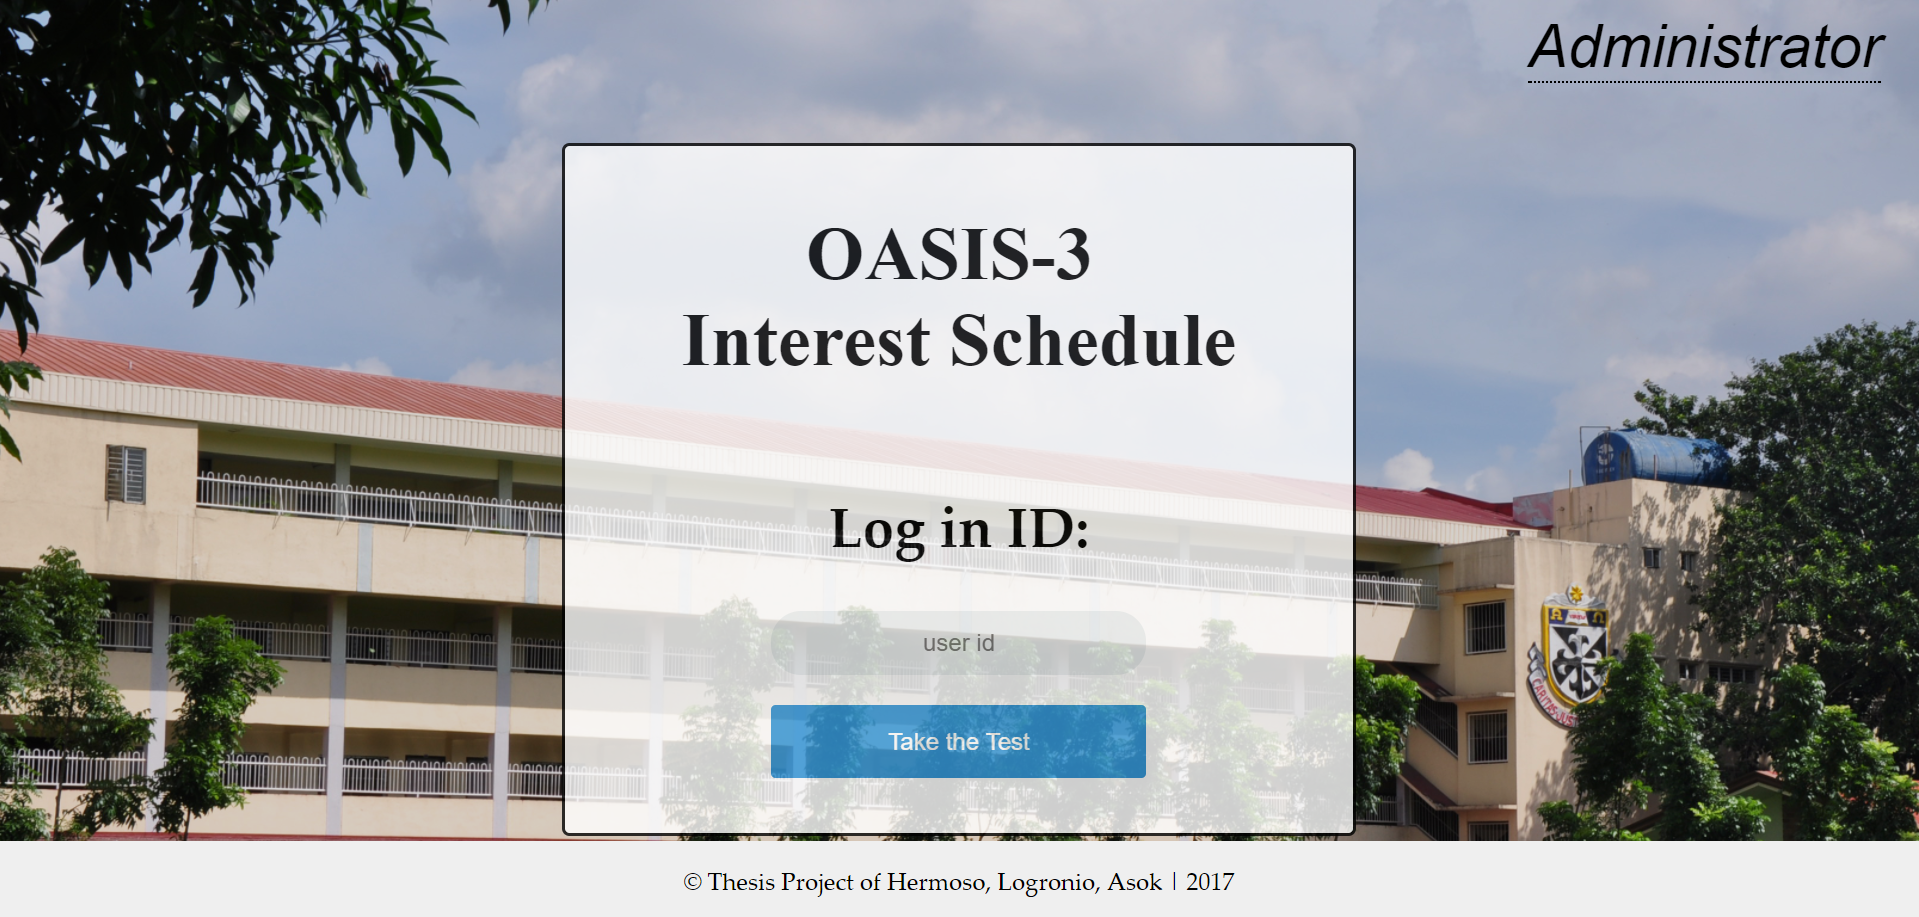 Administrator
OASIS-3
Interest Schedule
Log in ID:
user id
Take the Test
A Ω
© Thesis Project of Hermoso, Logronio, Asok | 2017